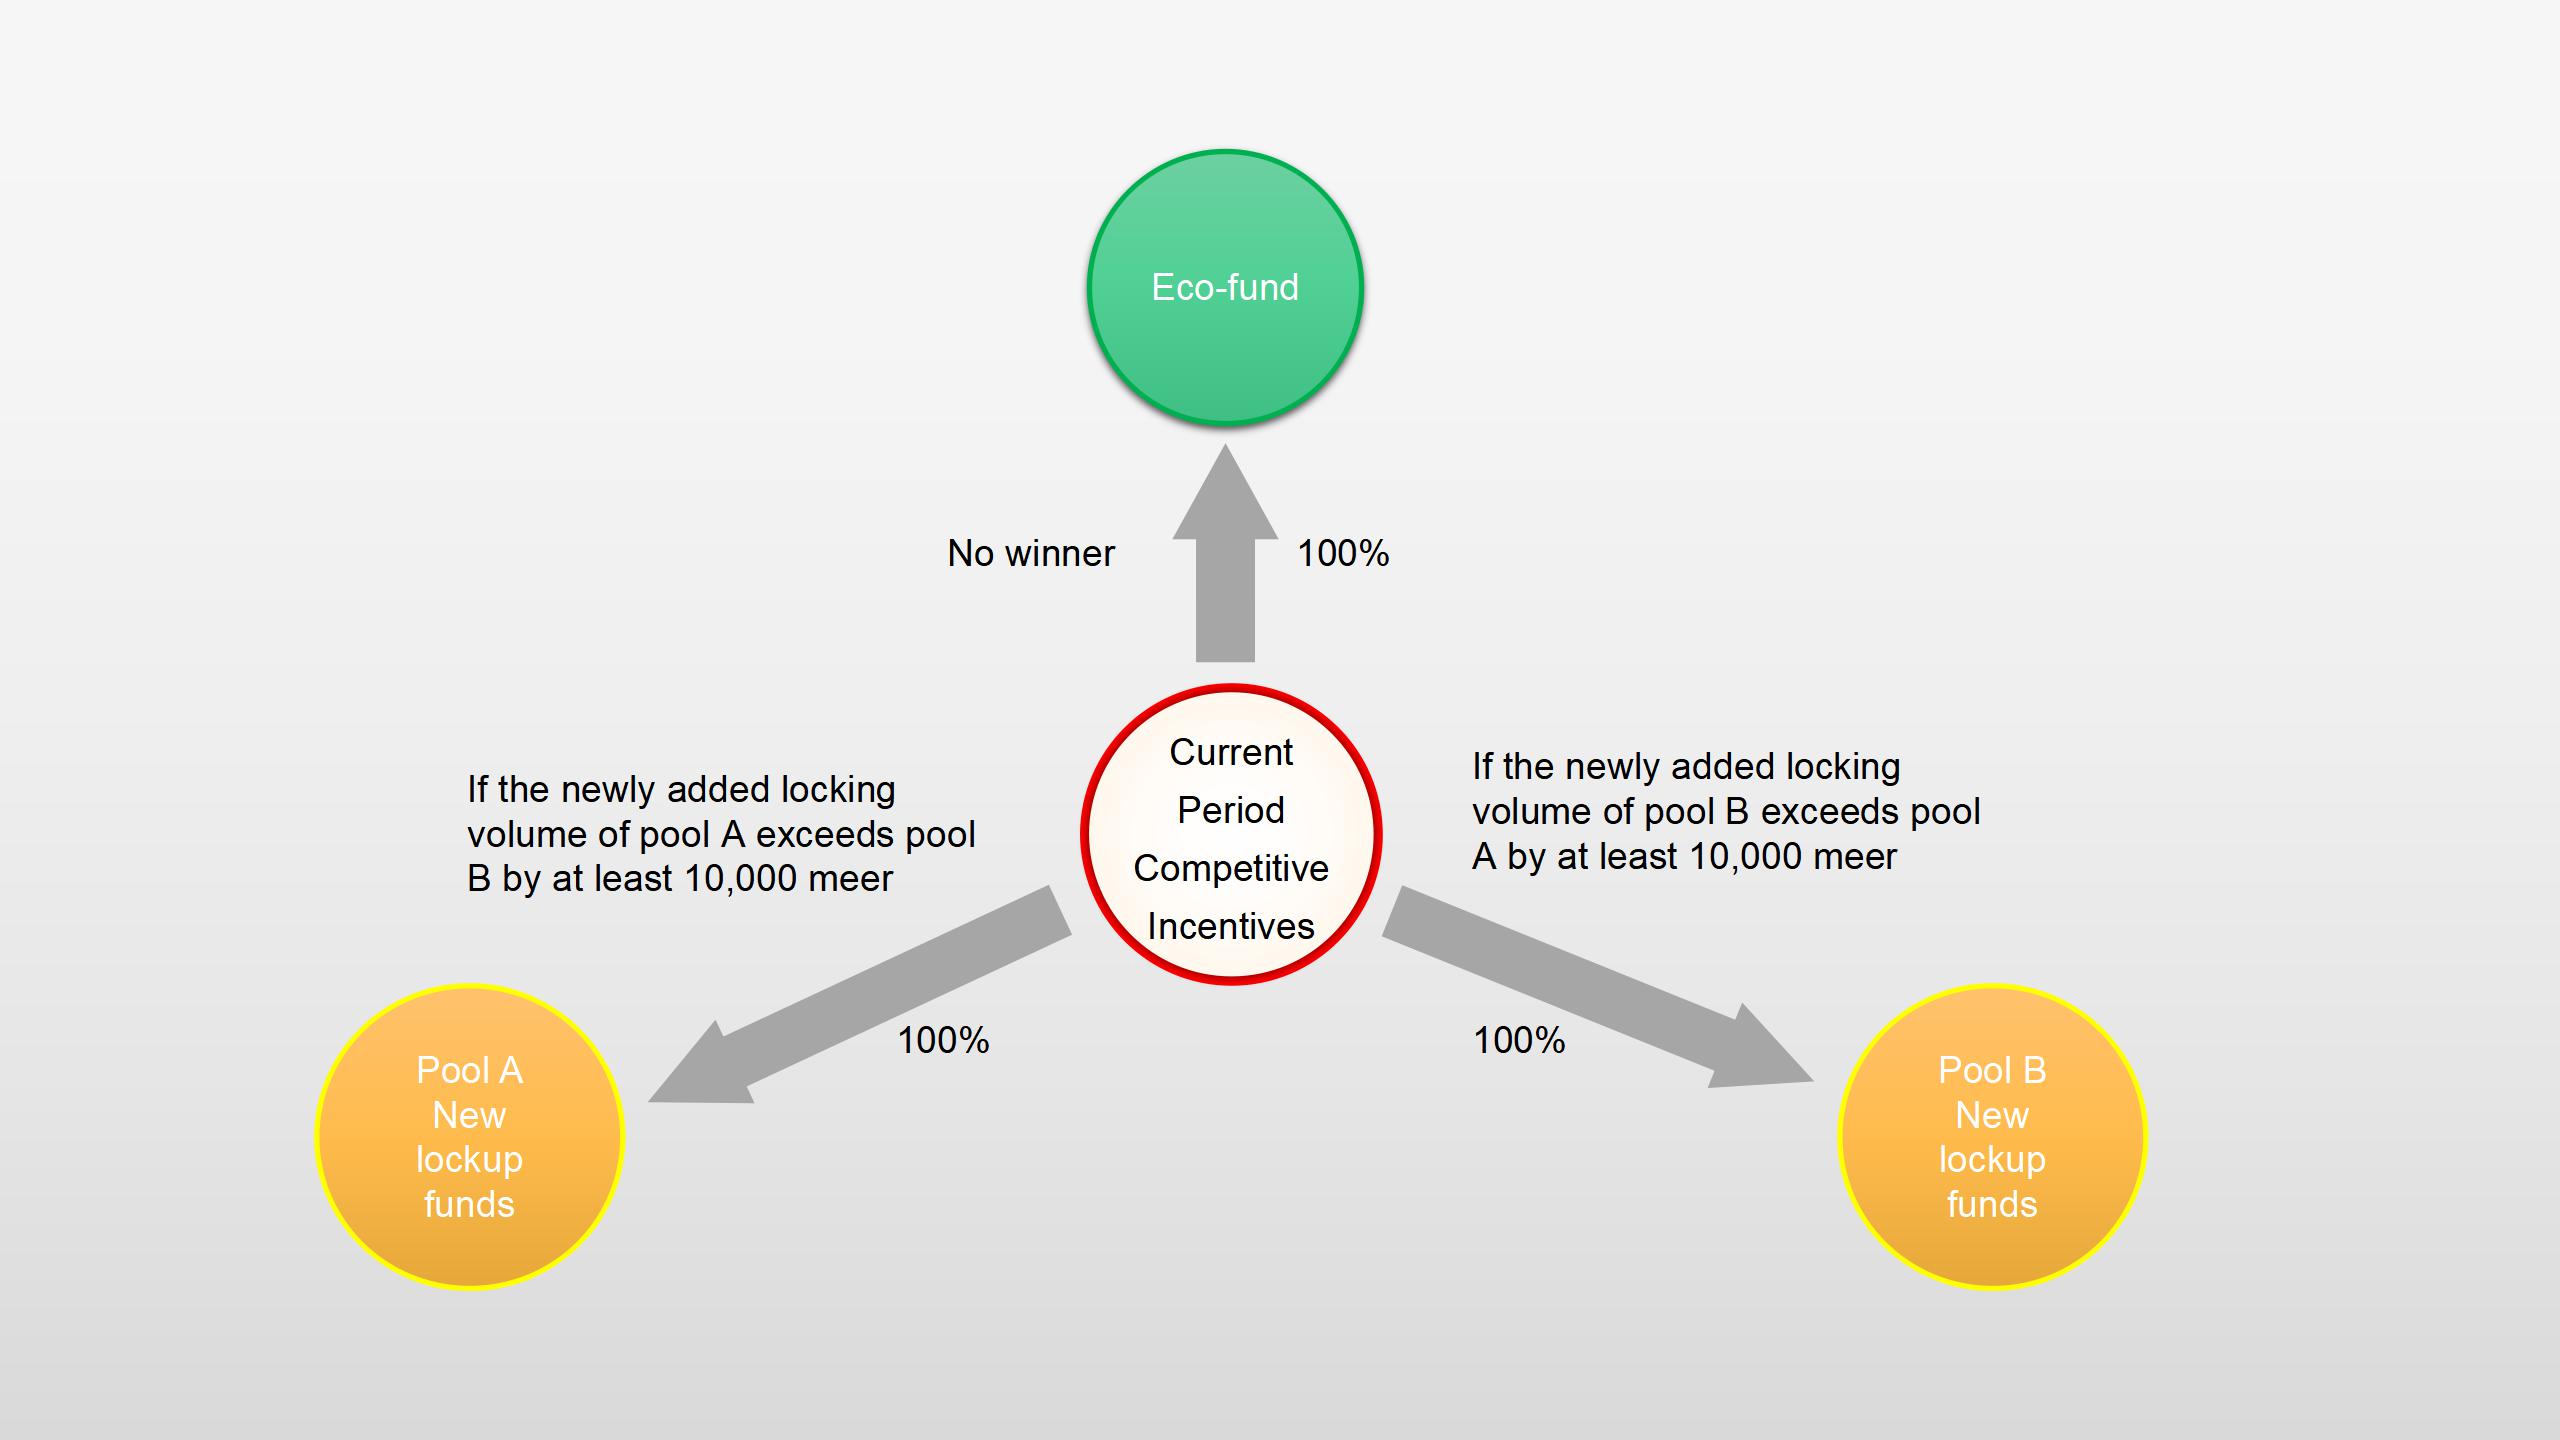 Eco-fund
No winner
100%
Current
Period
Competitive
Incentives
If the newly added locking
volume of pool A exceeds pool
B by at least 10,000 meer
If the newly added locking
volume of pool B exceeds pool
A by at least 10,000 meer
100%
100%
Pool A
New
lockup
funds
Pool B
New
lockup
funds